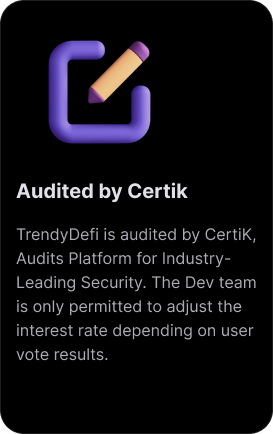 Audited by Certik
TrendyDefi is audited by CertiK,
Audits Platform for Industry-
Leading Security. The Dev team
is only permitted to adjust the
interest rate depending on user
vote results.